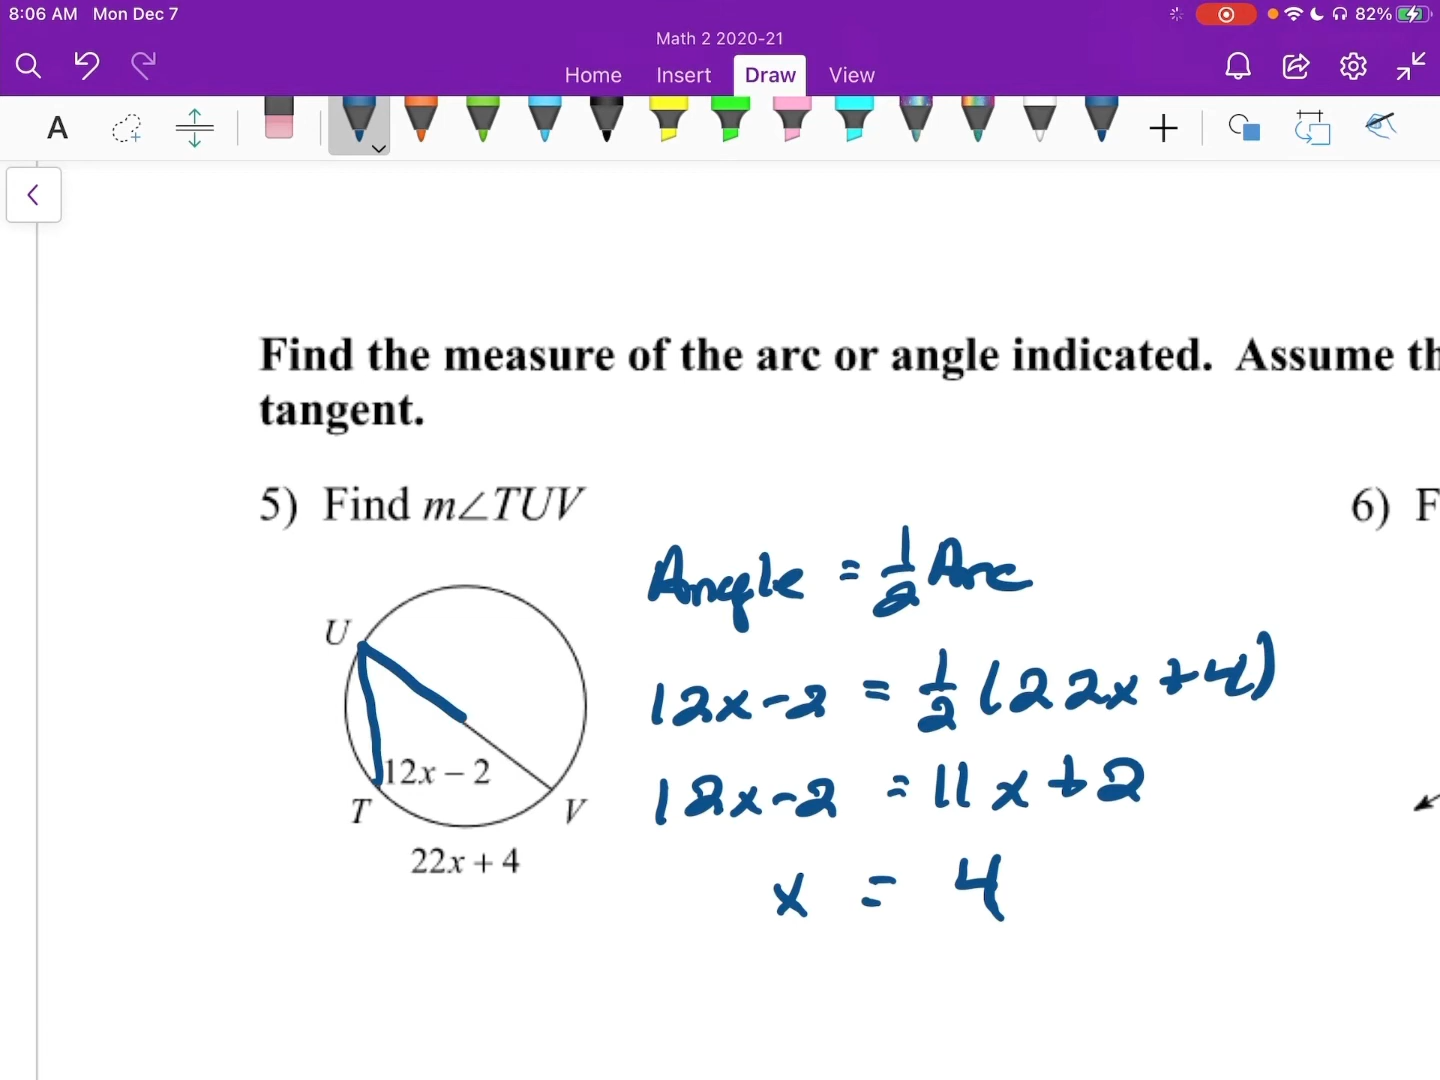 8:06 AM Mon Dec 7
82%
Math 2 2020-21
Home Insert Draw View
A
Find the measure of the arc or angle indicated. Assume th
tangent.
5) Find m∠TUV
6) F
Angle = 1/2 Arc
U
12x-2 = 1/2 (22x+4)
12x – 2
12x-2 = 11x+2
T
V
22x + 4
x = 4